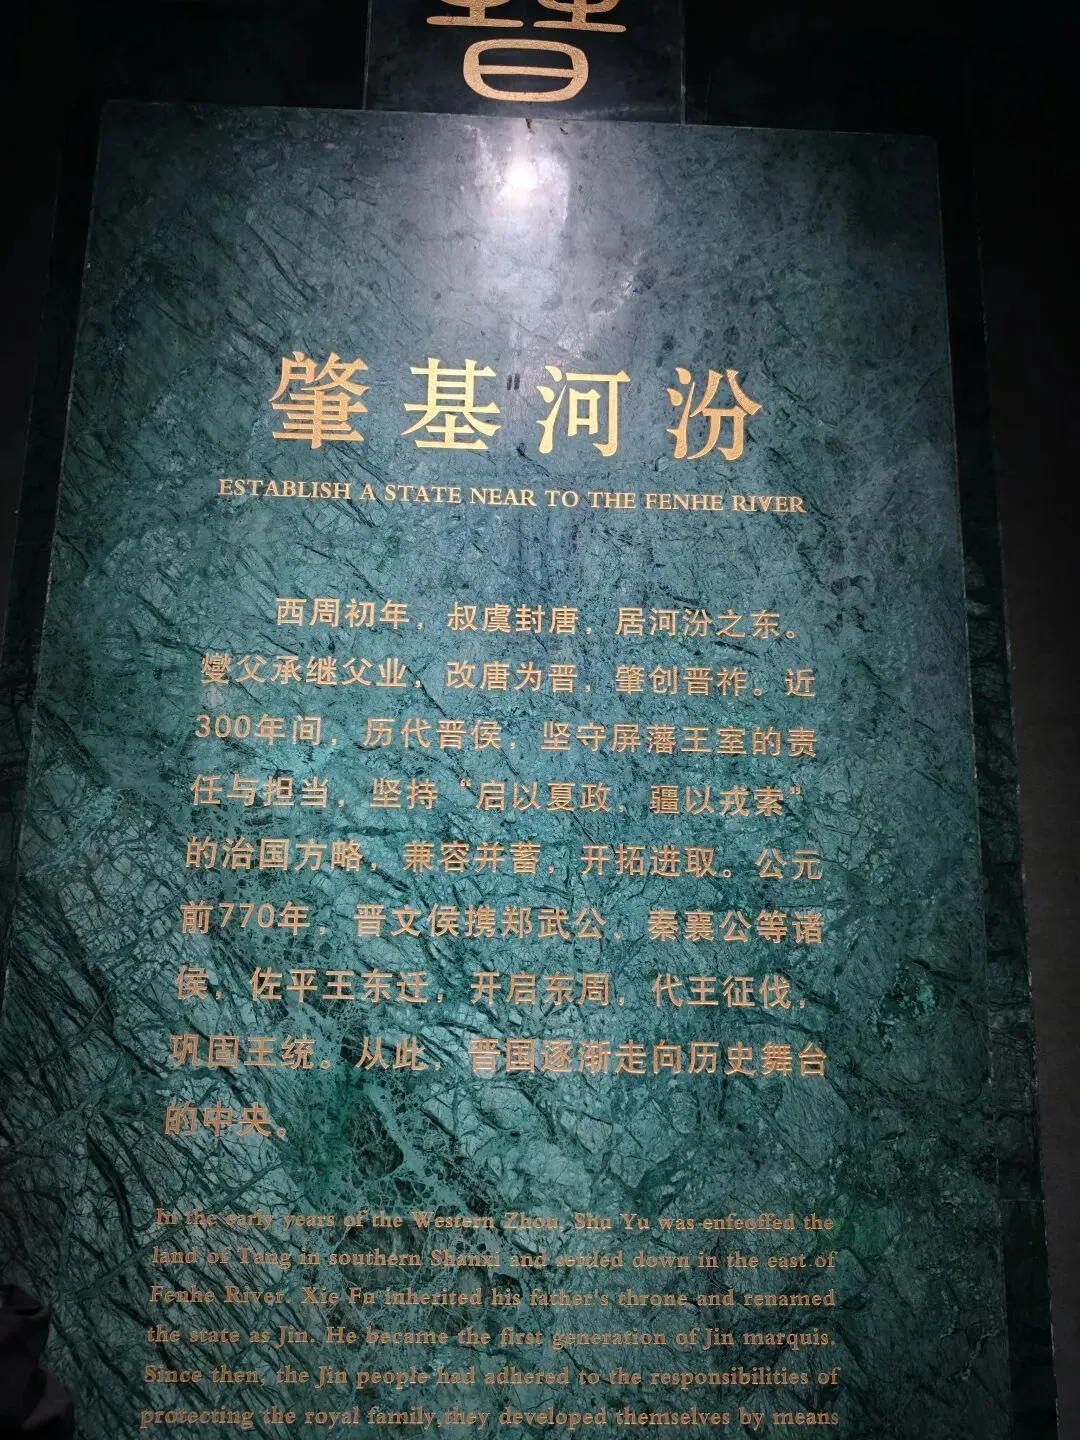 肇基河汾
ESTABLISH A STATE NEAR TO THE FENHE RIVER
西周初年，叔虞封唐，居河汾之东。
燮父承继父业，改唐为晋，肇创晋祚。近
300年间，历代晋侯，坚守屏藩王室的责
任与担当，坚持“启以夏政，疆以戎索”
的治国方略，兼容并蓄，开拓进取。公元
前770年，晋文侯携郑武公、秦襄公等诸
侯，佐平王东迁，开启东周，代王征伐，
巩固王统。从此，晋国逐渐走向历史舞台
的中央。
In the early years of the Western Zhou, Shu Yu was enfeoffed the
land of Tang in southern Shanxi and settled down in the east of
Fenhe River. Xie Fu inherited his father's throne and renamed
the state as Jin. He became the first generation of Jin marquis.
Since then, the Jin people had adhered to the responsibilities of
protecting the royal family,they developed themselves by means